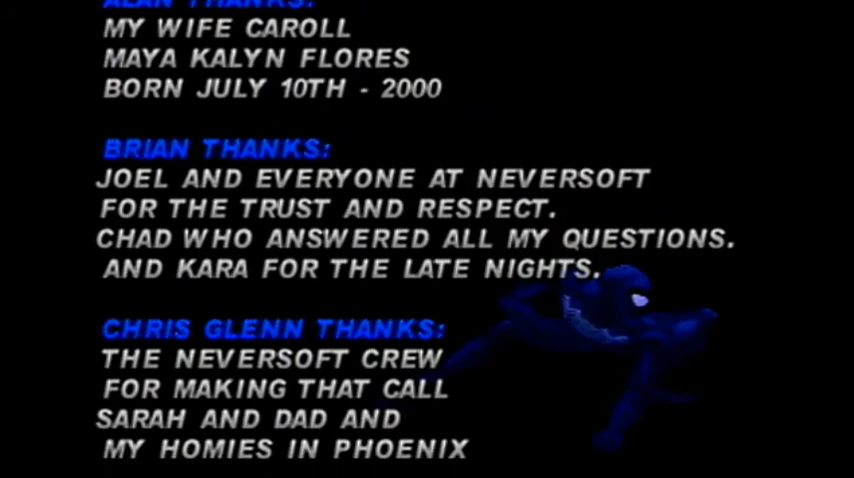 ALAN THANKS:
MY WIFE CAROLL
MAYA KALYN FLORES
BORN JULY 10TH - 2000
BRIAN THANKS:
JOEL AND EVERYONE AT NEVERSOFT
FOR THE TRUST AND RESPECT.
CHAD WHO ANSWERED ALL MY QUESTIONS.
AND KARA FOR THE LATE NIGHTS.
CHRIS GLENN THANKS:
THE NEVERSOFT CREW
FOR MAKING THAT CALL
SARAH AND DAD AND
MY HOMIES IN PHOENIX